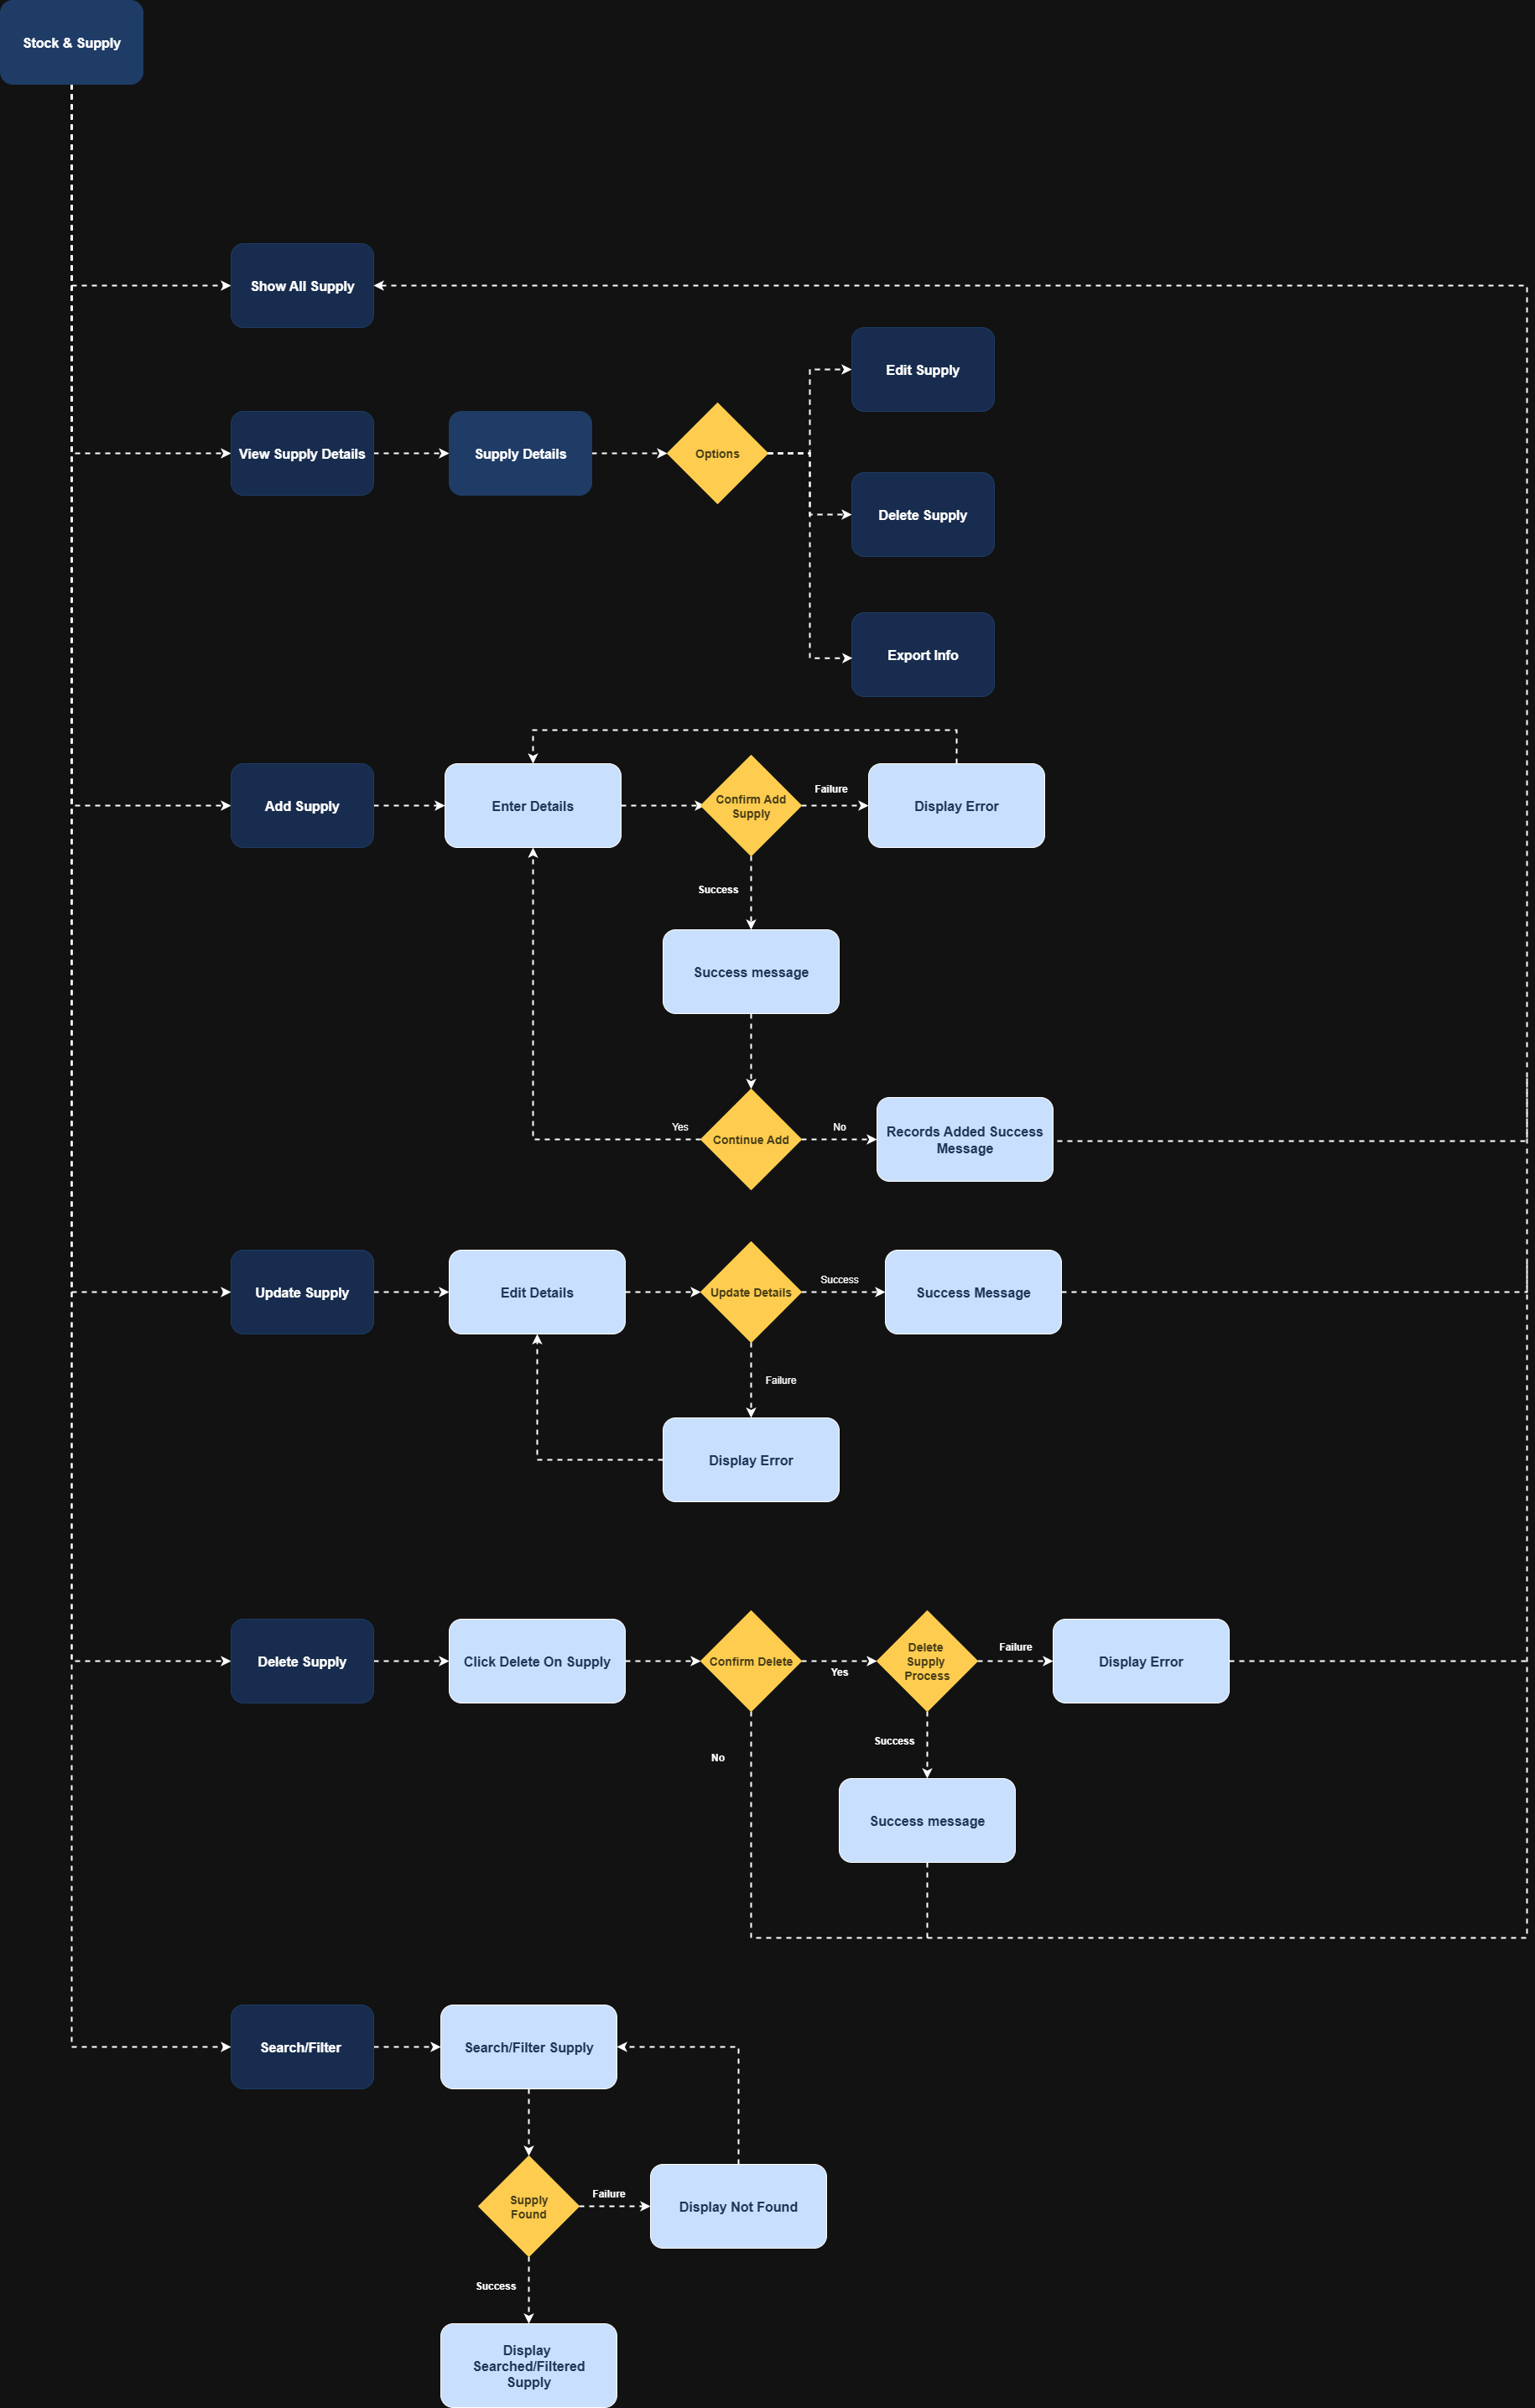 Stock & Supply
Show All Supply
Edit Supply
View Supply Details
Supply Details
Options
Delete Supply
Export Info
Add Supply
Enter Details
Confirm Add
Supply
Failure
Display Error
Success
Success message
Yes
Continue Add
No
Records Added Success
Message
Update Supply
Edit Details
Update Details
Success
Success Message
Failure
Display Error
Delete Supply
Click Delete On Supply
Confirm Delete
Yes
Delete
Supply
Process
Failure
Display Error
No
Success
Success message
Search/Filter
Search/Filter Supply
Supply
Found
Failure
Display Not Found
Success
Display
Searched/Filtered
Supply